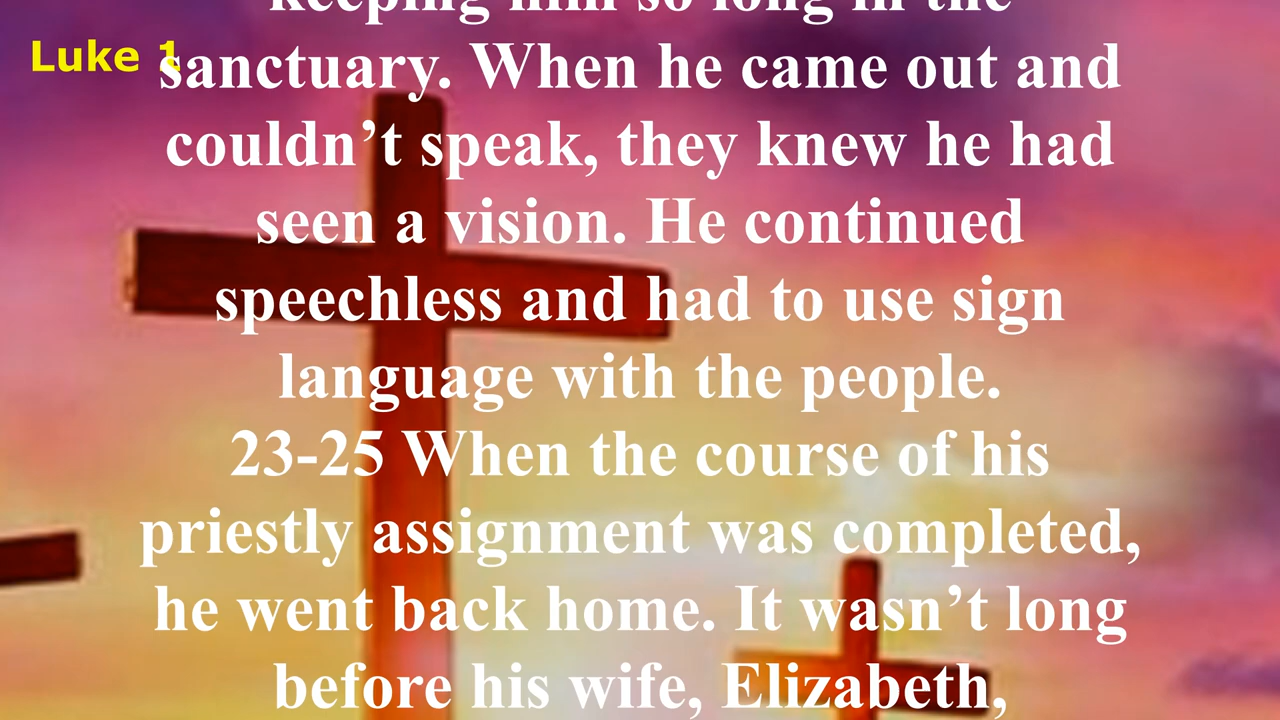 keeping him so long in the
Luke 1
sanctuary. When he came out and
couldn’t speak, they knew he had
seen a vision. He continued
speechless and had to use sign
language with the people.
23-25 When the course of his
priestly assignment was completed,
he went back home. It wasn’t long
before his wife, Elizabeth,